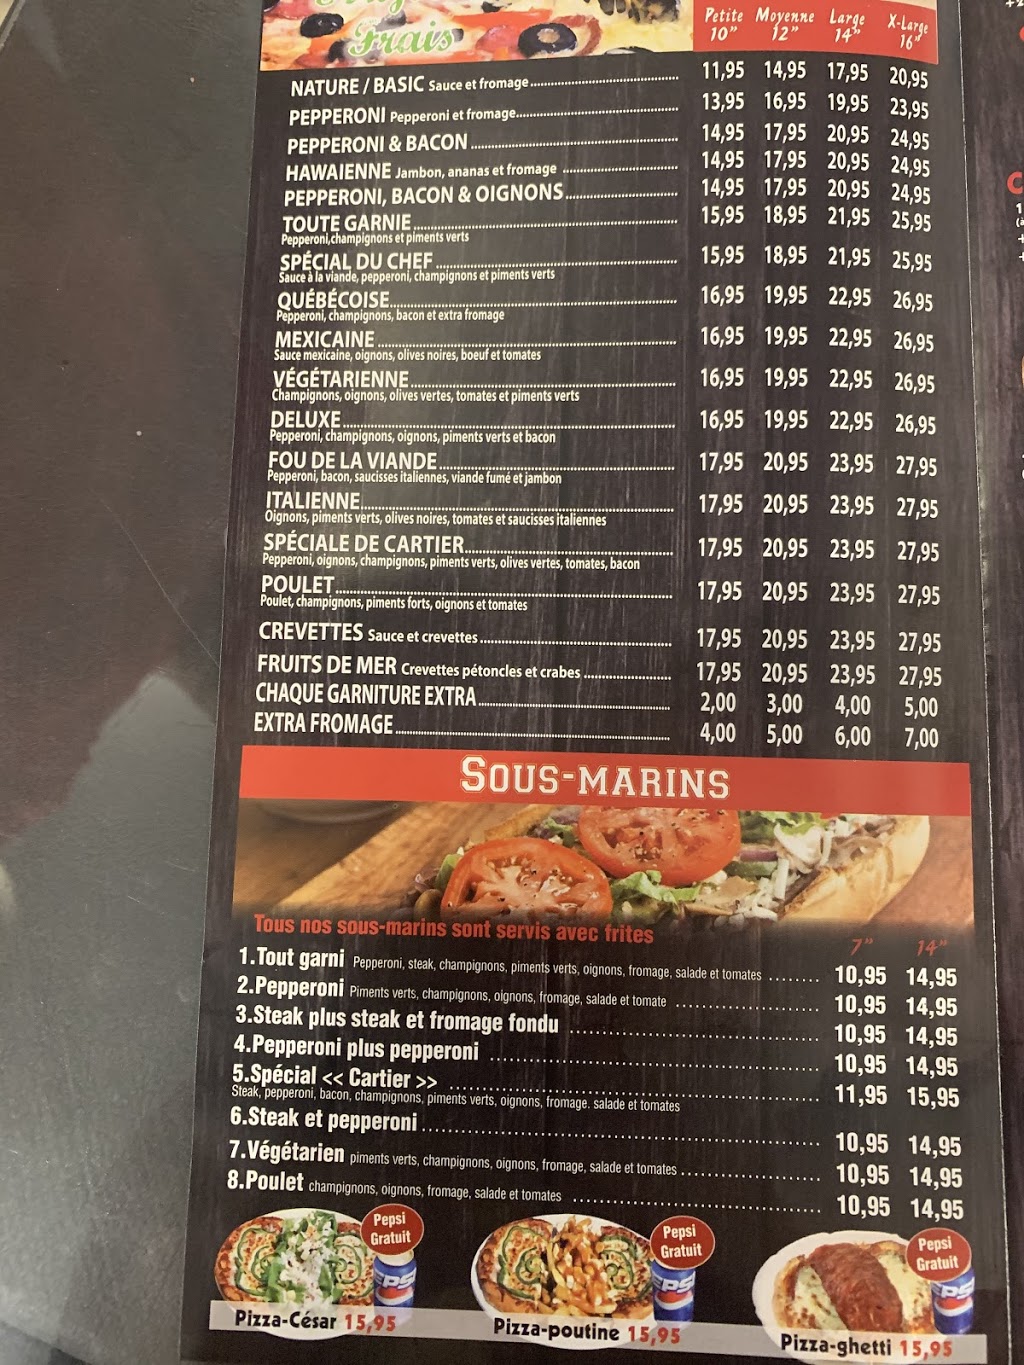 Frais
Petite Moyenne Large X-Large
10" 12" 14" 16"
NATURE / BASIC Sauce et fromage 11,95 14,95 17,95 20,95
PEPPERONI Pepperoni et fromage 13,95 16,95 19,95 23,95
PEPPERONI & BACON 14,95 17,95 20,95 24,95
HAWAIENNE Jambon, ananas et fromage 14,95 17,95 20,95 24,95
PEPPERONI, BACON & OIGNONS 14,95 17,95 20,95 24,95
TOUTE GARNIE 15,95 18,95 21,95 25,95
Pepperoni,champignons et piments verts
SPÉCIAL DU CHEF 15,95 18,95 21,95 25,95
Sauce à la viande, pepperoni, champignons et piments verts
QUÉBÉCOISE 16,95 19,95 22,95 26,95
Pepperoni, champignons, bacon et extra fromage
MEXICAINE 16,95 19,95 22,95 26,95
Sauce mexicaine, oignons, olives noires, boeuf et tomates
VÉGÉTARIENNE 16,95 19,95 22,95 26,95
Champignons, oignons, olives vertes, tomates et piments verts
DELUXE 16,95 19,95 22,95 26,95
Pepperoni, champignons, oignons, piments verts et bacon
FOU DE LA VIANDE 17,95 20,95 23,95 27,95
Pepperoni, bacon, saucisses italiennes, viande fumé et jambon
ITALIENNE 17,95 20,95 23,95 27,95
Oignons, piments verts, olives noires, tomates et saucisses italiennes
SPÉCIALE DE CARTIER 17,95 20,95 23,95 27,95
Pepperoni, oignons, champignons, piments verts, olives vertes, tomates, bacon
POULET 17,95 20,95 23,95 27,95
Poulet, champignons, piments forts, oignons et tomates
CREVETTES Sauce et crevettes 17,95 20,95 23,95 27,95
FRUITS DE MER Crevettes pétoncles et crabes 17,95 20,95 23,95 27,95
CHAQUE GARNITURE EXTRA 2,00 3,00 4,00 5,00
EXTRA FROMAGE 4,00 5,00 6,00 7,00
SOUS-MARINS
Tous nos sous-marins sont servis avec frites
7" 14"
1.Tout garni Pepperoni, steak, champignons, piments verts, oignons, fromage, salade et tomates 10,95 14,95
2.Pepperoni Piments verts, champignons, oignons, fromage, salade et tomate 10,95 14,95
3.Steak plus steak et fromage fondu 10,95 14,95
4.Pepperoni plus pepperoni 10,95 14,95
5.Spécial << Cartier >> 11,95 15,95
Steak, pepperoni, bacon, champignons, piments verts, oignons, fromage. salade et tomates
6.Steak et pepperoni 10,95 14,95
7.Végétarien piments verts, champignons, oignons, fromage, salade et tomates 10,95 14,95
8.Poulet champignons, oignons, fromage, salade et tomates 10,95 14,95
Pepsi Gratuit
Pepsi Gratuit
Pepsi Gratuit
Pizza-César 15,95
Pizza-poutine 15,95
Pizza-ghetti 15,95